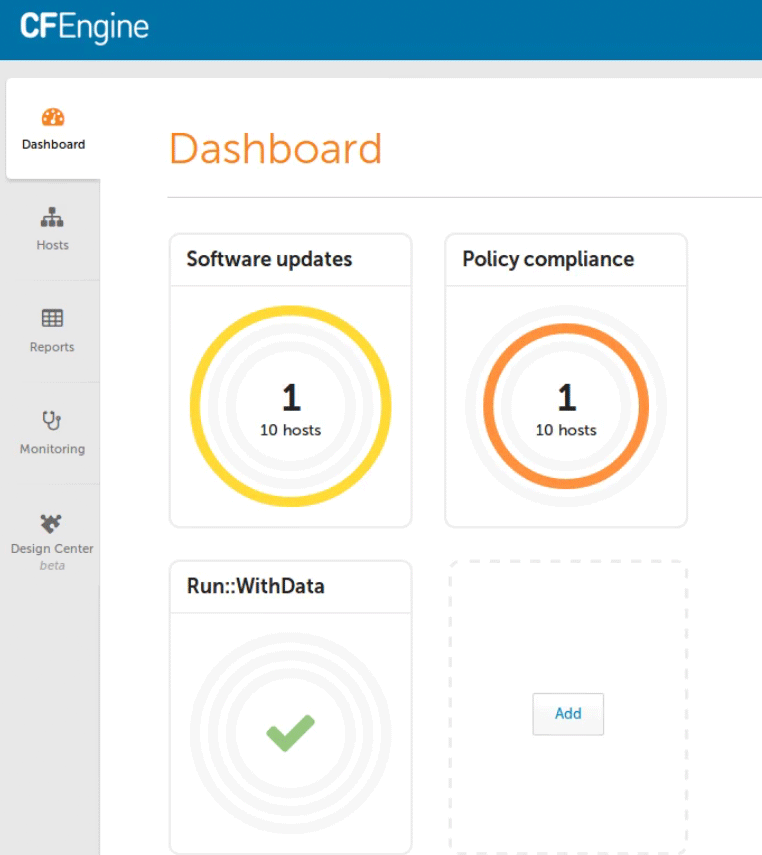 CFEngine
Dashboard
Hosts
Reports
Monitoring
Design Center
beta
Dashboard
Software updates
1
10 hosts
Policy compliance
1
10 hosts
Run::WithData
Add